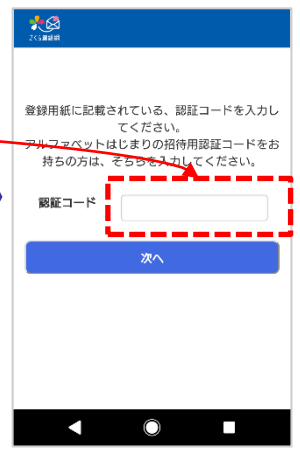 さくら連絡網
登録用紙に記載されている、認証コードを入力し
てください。
アルファベットはじまりの招待用認証コードをお
持ちの方は、そちらを入力してください。
認証コード
次へ